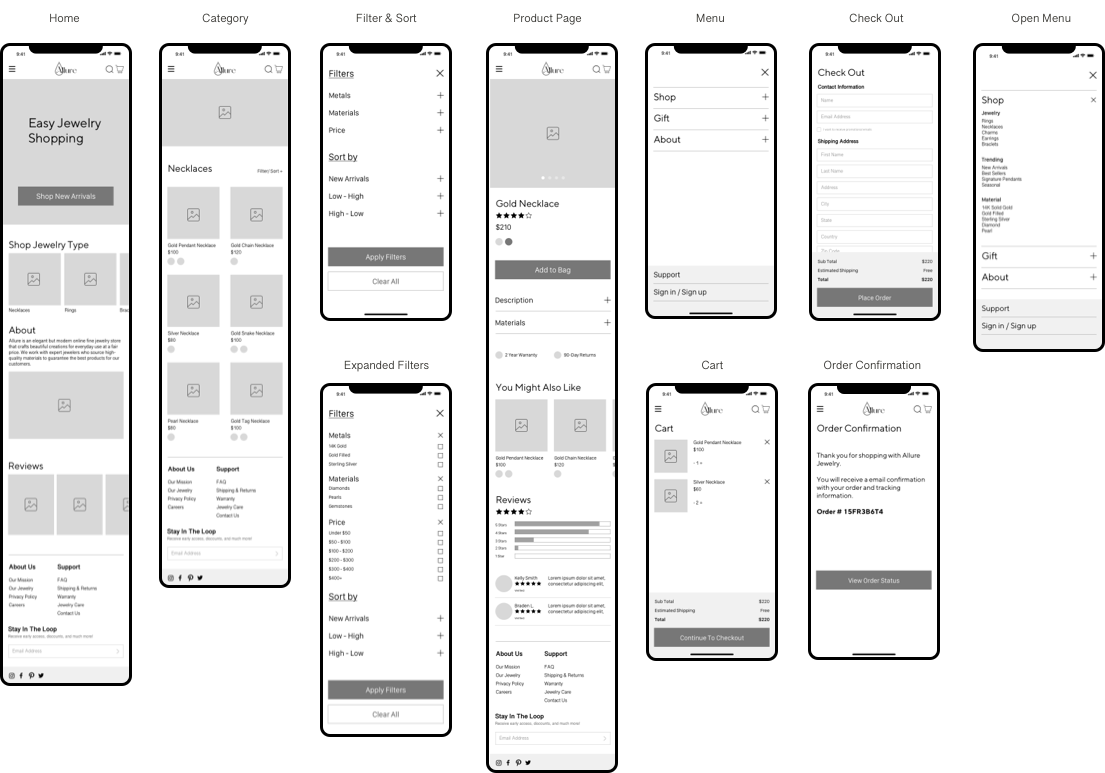 Home
Category
Filter & Sort
Product Page
Menu
Check Out
Open Menu
9:41
Allure
Easy Jewelry
Shopping
Shop New Arrivals
Shop Jewelry Type
Necklaces
Rings
About
Allure is an elegant but modern online fine jewelry store
that crafts beautiful creations for everyday use at a fair
price. We work with expert jewelers who source high-
quality materials to guarantee the best products for our
customers.
Reviews
About Us
Support
Our Mission
FAQ
Our Jewelry
Shipping & Returns
Privacy Policy
Warranty
Careers
Jewelry Care
Contact Us
Stay In The Loop
Receive early access, discounts, and much more!
Email Address
9:41
Allure
Necklaces
Filter/Sort
Gold Pendant Necklace
$100
Gold Chain Necklace
$120
Silver Necklace
$80
Gold Snake Necklace
$100
Pearl Necklace
$80
Gold Tag Necklace
$100
About Us
Support
Our Mission
FAQ
Our Jewelry
Shipping & Returns
Privacy Policy
Warranty
Careers
Jewelry Care
Contact Us
Stay In The Loop
Receive early access, discounts, and much more!
Email Address
9:41
Filters
Metals
Materials
Price
Sort by
New Arrivals
Low - High
High - Low
Apply Filters
Clear All
Expanded Filters
9:41
Filters
Metals
14K Gold
Gold Filled
Sterling Silver
Materials
Diamonds
Pearls
Gemstones
Price
Under $50
$50 - $100
$100 - $200
$200 - $300
$300 - $400
$400+
Sort by
New Arrivals
Low - High
High - Low
Apply Filters
Clear All
9:41
Allure
Gold Necklace
$210
Add to Bag
Description
Materials
2 Year Warranty
90-Day Returns
You Might Also Like
Gold Pendant Necklace
$100
Gold Chain Necklace
$120
Reviews
5 Stars
4 Stars
3 Stars
2 Stars
1 Star
Kelly Smith
Lorem ipsum dolor sit amet,
consectetur adipiscing elit,
Braden L
Lorem ipsum dolor sit amet,
consectetur adipiscing elit,
About Us
Support
Our Mission
FAQ
Our Jewelry
Shipping & Returns
Privacy Policy
Warranty
Careers
Jewelry Care
Contact Us
Stay In The Loop
Receive early access, discounts, and much more!
Email Address
9:41
Shop
Gift
About
Support
Sign in / Sign up
Cart
9:41
Allure
Cart
Gold Pendant Necklace
$100
- 1 +
Silver Necklace
$60
- 2 +
Sub Total
$220
Estimated Shipping
Free
Total
$220
Continue To Checkout
9:41
Check Out
Contact Information
Name
Email Address
Shipping Address
First Name
Last Name
Address
City
State
Country
Zip Code
Sub Total
$220
Estimated Shipping
Free
Total
$220
Place Order
Order Confirmation
9:41
Allure
Order Confirmation
Thank you for shopping with Allure
Jewelry.
You will receive a email confirmation
with your order and tracking
information.
Order # 15FR3B6T4
View Order Status
9:41
Shop
Jewelry
Rings
Necklaces
Charms
Earrings
Braclets
Trending
New Arrivals
Best Sellers
Signature Pendants
Seasonal
Material
14K Solid Gold
Gold Filled
Sterling Silver
Diamond
Pearl
Gift
About
Support
Sign in / Sign up